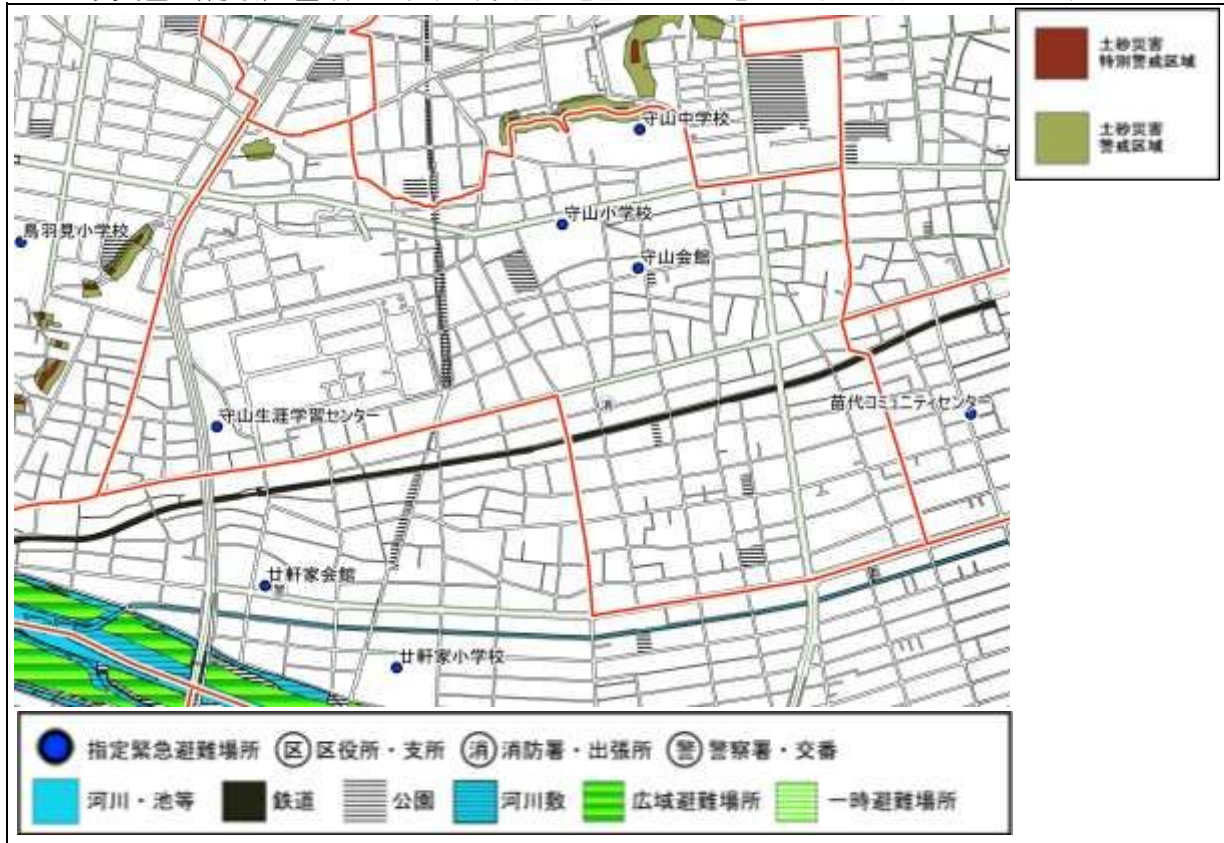 土砂災害
特別警戒区域
土砂災害
警戒区域
守山中学校
守山小学校
鳥羽見小学校
守山会館
消
苗代コミュニティセンター
守山生涯学習センター
廿軒家会館
廿軒家小学校
指定緊急避難場所 区 区役所・支所 消 消防署・出張所 警 警察署・交番
河川・池等 鉄道 公園 河川敷 広域避難場所 一時避難場所